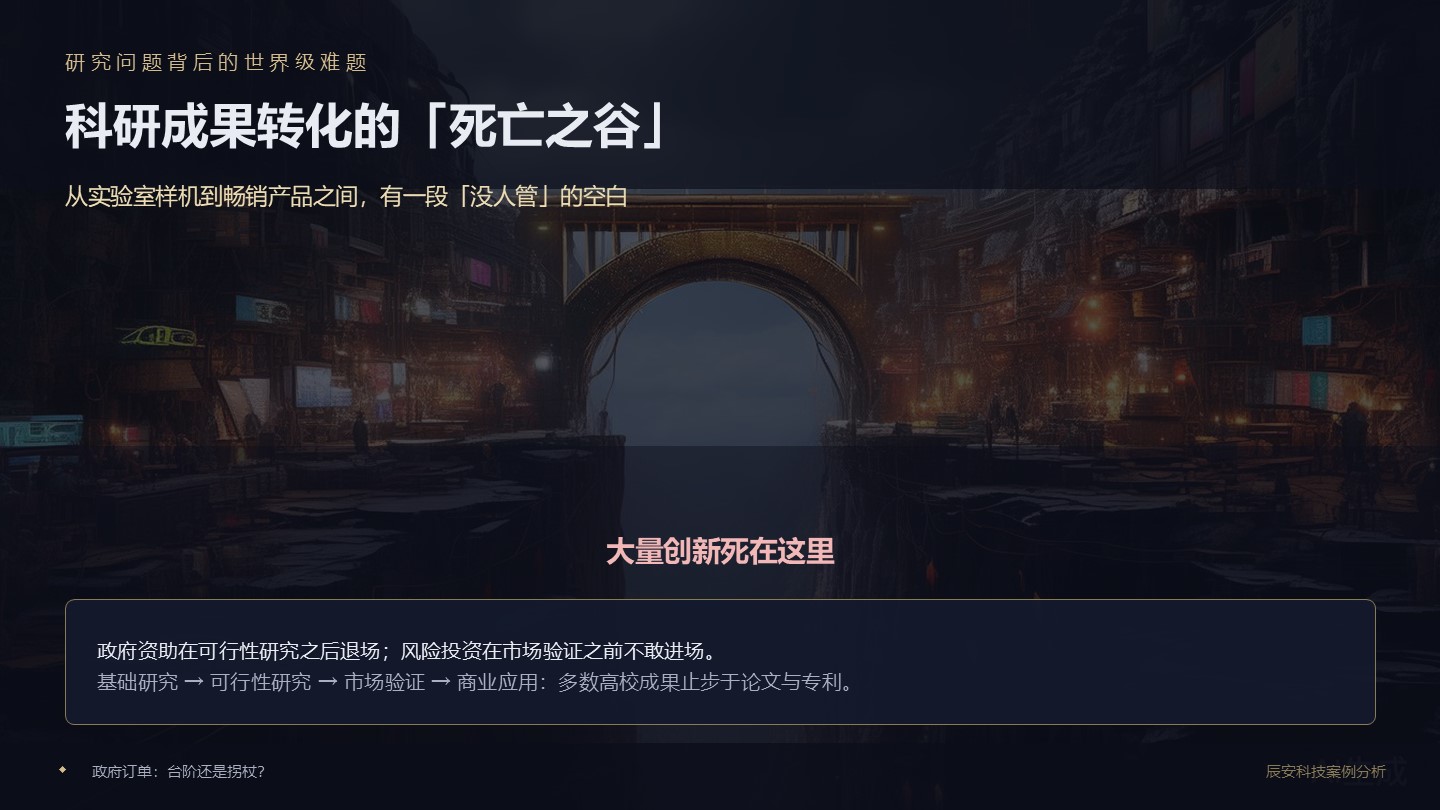 研究问题背后的世界级难题
科研成果转化的「死亡之谷」
从实验室样机到畅销产品之间，有一段「没人管」的空白
大量创新死在这里
政府资助在可行性研究之后退场；风险投资在市场验证之前不敢进场。
基础研究 → 可行性研究 → 市场验证 → 商业应用：多数高校成果止步于论文与专利。
政府订单：台阶还是拐杖？
辰安科技案例分析